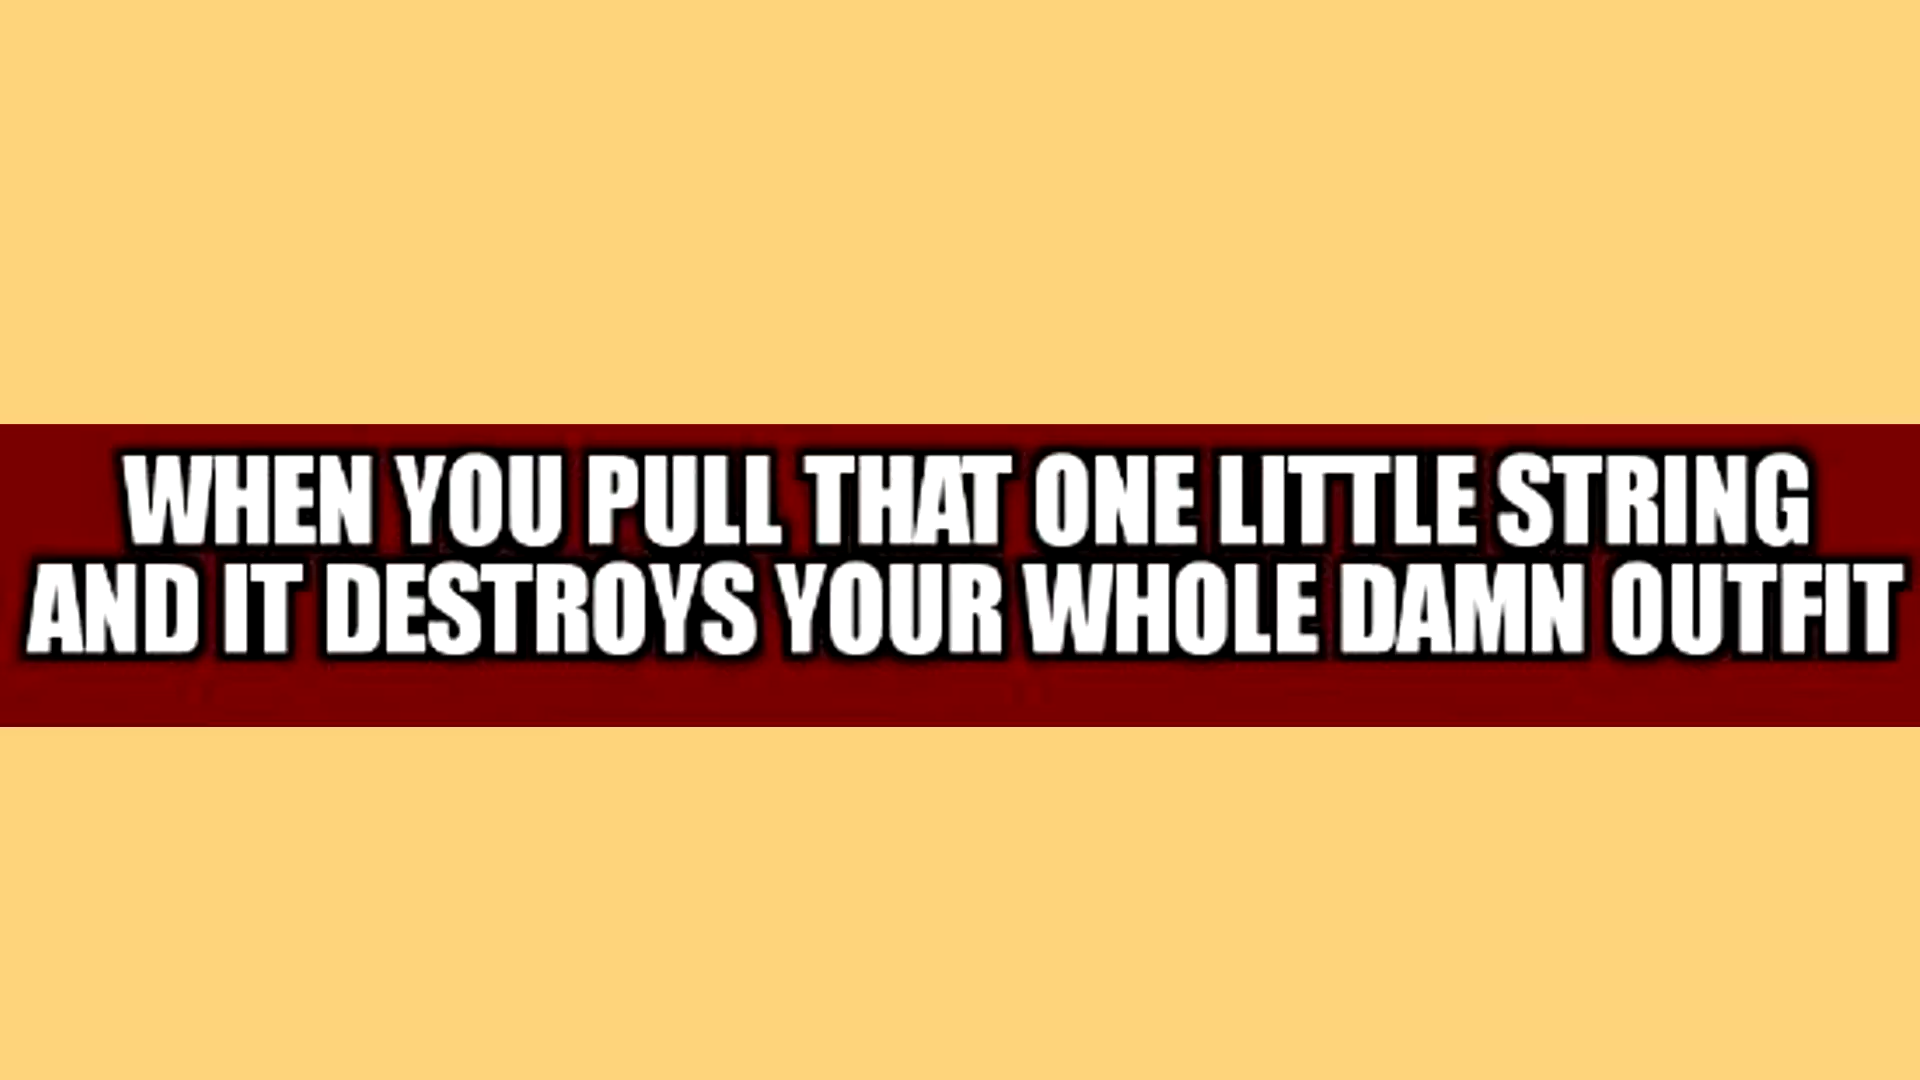 WHEN YOU PULL THAT ONE LITTLE STRING
AND IT DESTROYS YOUR WHOLE DAMN OUTFIT